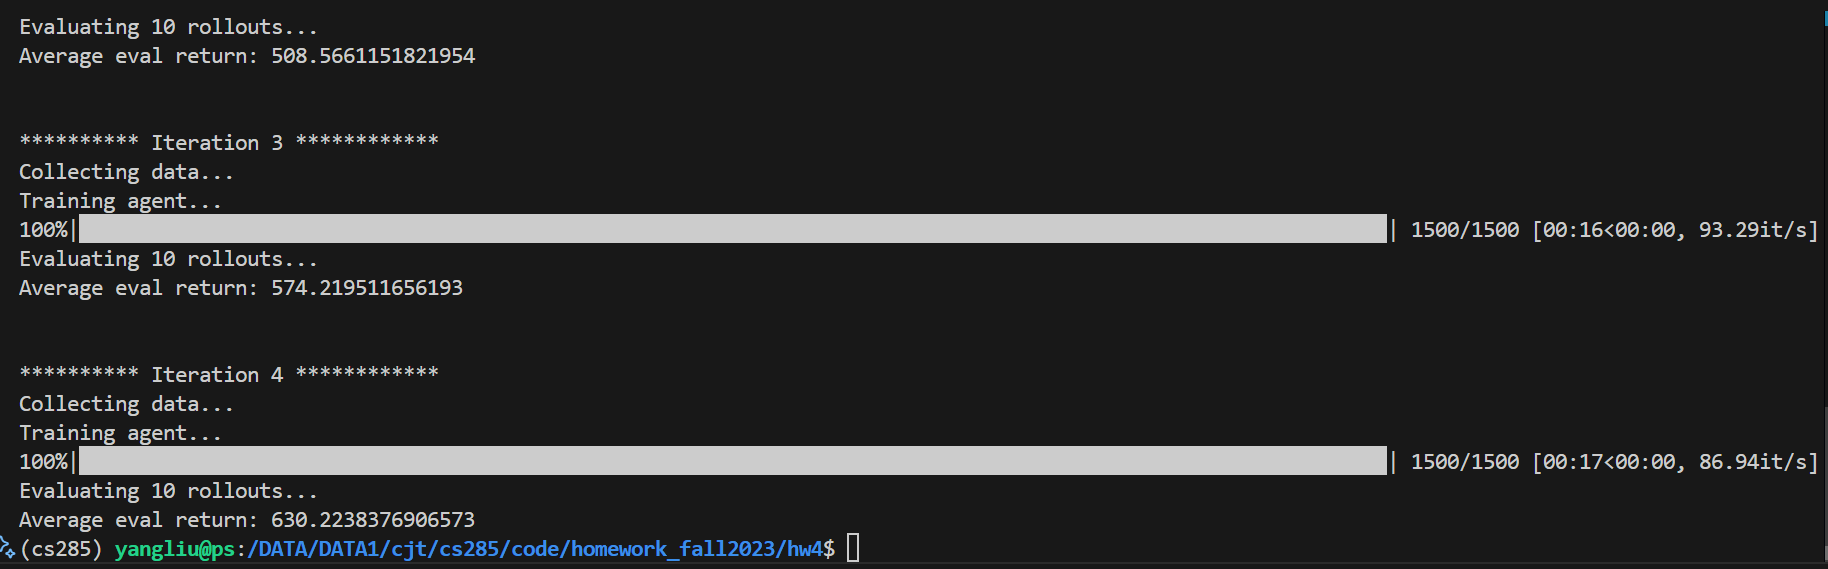 Evaluating 10 rollouts...
Average eval return: 508.5661151821954
********** Iteration 3 ************
Collecting data...
Training agent...
100%|██████████| 1500/1500 [00:16<00:00, 93.29it/s]
Evaluating 10 rollouts...
Average eval return: 574.219511656193
********** Iteration 4 ************
Collecting data...
Training agent...
100%|██████████| 1500/1500 [00:17<00:00, 86.94it/s]
Evaluating 10 rollouts...
Average eval return: 630.2238376906573
(cs285) yangliu@ps:/DATA/DATA1/cjt/cs285/code/homework_fall2023/hw4$